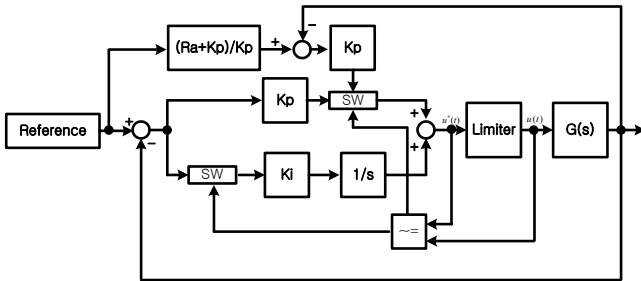 (Ra+Kp)/Kp
+
−
Kp
Kp
SW
Reference
+
−
+
+
u*(t)
Limiter
u(t)
G(s)
SW
Ki
1/s
~=